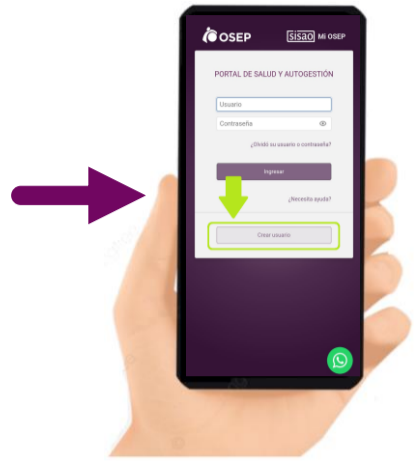 OSEP sisao Mi OSEP
PORTAL DE SALUD Y AUTOGESTIÓN
Usuario
Contraseña
¿Olvidó su usuario o contraseña?
Ingresar
¿Necesita ayuda?
Crear usuario